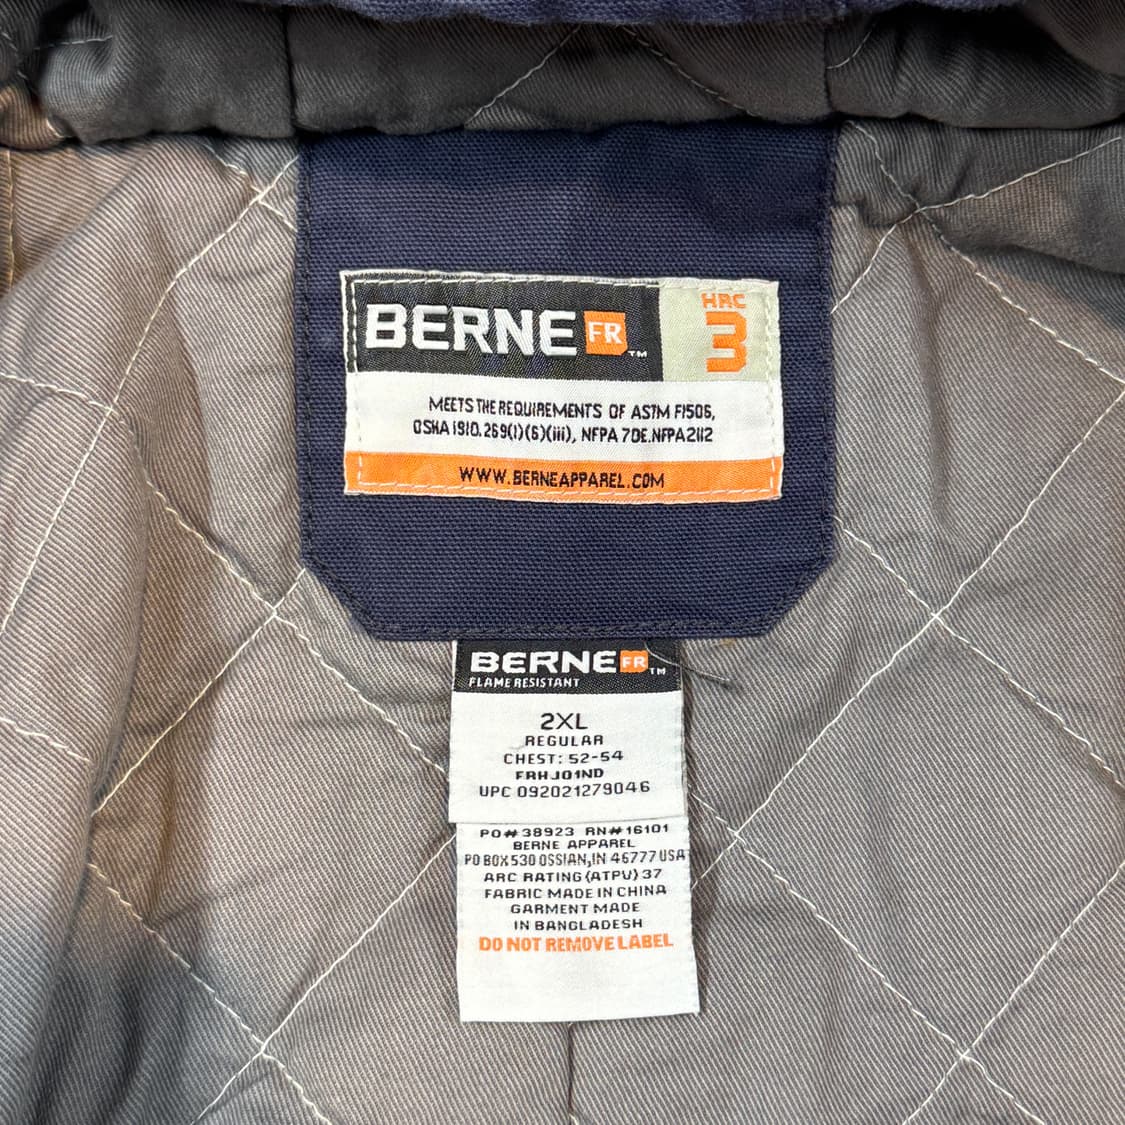 BERNE FR ™
HRC
3
MEETS THE REQUIREMENTS OF ASTM F1506,
OSHA 1910.269(1)(6)(iii), NFPA 70E.NFPA2112
WWW.BERNEAPPAREL.COM
BERNE FR ™
FLAME RESISTANT
2XL
REGULAR
CHEST: 52-54
FRHJ01ND
UPC 092021279046
PO# 38923 RN# 16101
BERNE APPAREL
PO BOX 530 OSSIAN, IN 46777 USA
ARC RATING (ATPV) 37
FABRIC MADE IN CHINA
GARMENT MADE
IN BANGLADESH
DO NOT REMOVE LABEL